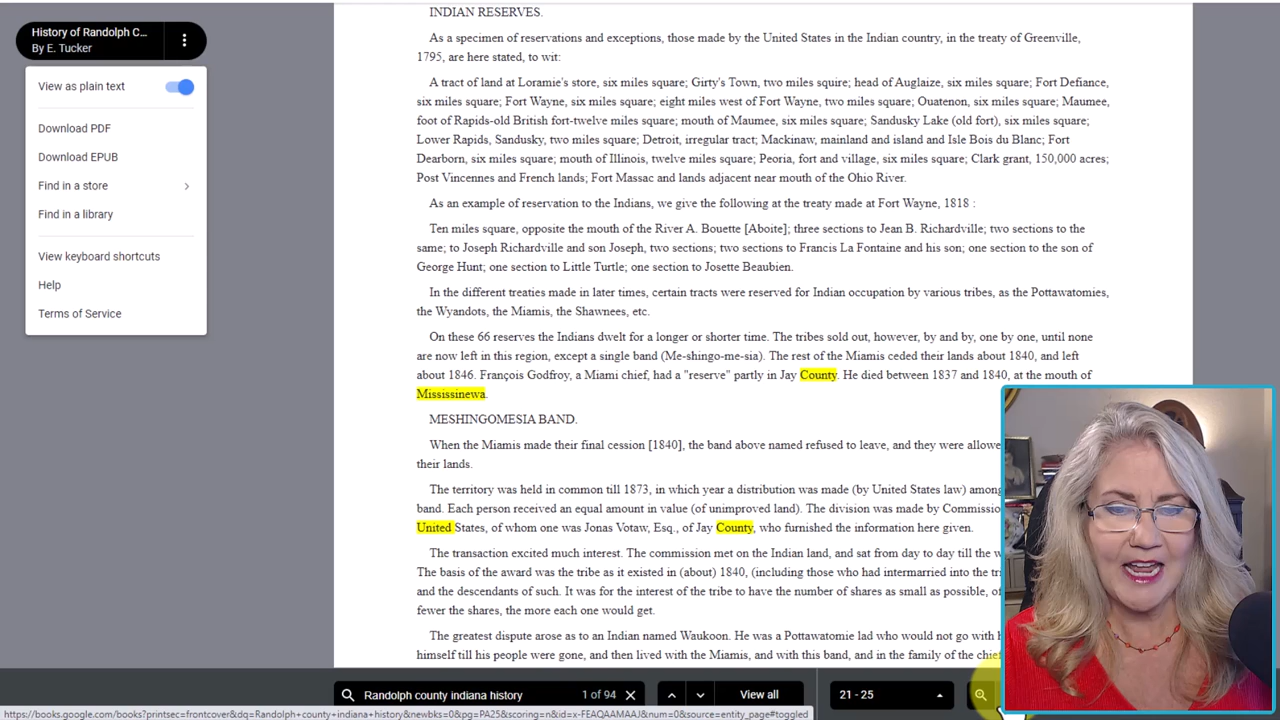 History of Randolph C...
By E. Tucker
View as plain text
Download PDF
Download EPUB
Find in a store
Find in a library
View keyboard shortcuts
Help
Terms of Service
INDIAN RESERVES.
As a specimen of reservations and exceptions, those made by the United States in the Indian country, in the treaty of Greenville,
1795, are here stated, to wit:
A tract of land at Loramie's store, six miles square; Girty's Town, two miles squire; head of Auglaize, six miles square; Fort Defiance,
six miles square; Fort Wayne, six miles square; eight miles west of Fort Wayne, two miles square; Ouatenon, six miles square; Maumee,
foot of Rapids-old British fort-twelve miles square; mouth of Maumee, six miles square; Sandusky Lake (old fort), six miles square;
Lower Rapids, Sandusky, two miles square; Detroit, irregular tract; Mackinaw, mainland and island and Isle Bois du Blanc; Fort
Dearborn, six miles square; mouth of Illinois, twelve miles square; Peoria, fort and village, six miles square; Clark grant, 150,000 acres;
Post Vincennes and French lands; Fort Massac and lands adjacent near mouth of the Ohio River.
As an example of reservation to the Indians, we give the following at the treaty made at Fort Wayne, 1818 :
Ten miles square, opposite the mouth of the River A. Bouette [Aboite]; three sections to Jean B. Richardville; two sections to the
same; to Joseph Richardville and son Joseph, two sections; two sections to Francis La Fontaine and his son; one section to the son of
George Hunt; one section to Little Turtle; one section to Josette Beaubien.
In the different treaties made in later times, certain tracts were reserved for Indian occupation by various tribes, as the Pottawatomies,
the Wyandots, the Miamis, the Shawnees, etc.
On these 66 reserves the Indians dwelt for a longer or shorter time. The tribes sold out, however, by and by, one by one, until none
are now left in this region, except a single band (Me-shingo-me-sia). The rest of the Miamis ceded their lands about 1840, and left
about 1846. François Godfroy, a Miami chief, had a "reserve" partly in Jay County. He died between 1837 and 1840, at the mouth of
Mississinewa.
MESHINGOMESIA BAND.
When the Miamis made their final cession [1840], the band above named refused to leave, and they were allowe
their lands.
The territory was held in common till 1873, in which year a distribution was made (by United States law) among
band. Each person received an equal amount in value (of unimproved land). The division was made by Commissio
United States, of whom one was Jonas Votaw, Esq., of Jay County, who furnished the information here given.
The transaction excited much interest. The commission met on the Indian land, and sat from day to day till the w
The basis of the award was the tribe as it existed in (about) 1840, (including those who had intermarried into the tr
and the descendants of such. It was for the interest of the tribe to have the number of shares as small as possible, o
fewer the shares, the more each one would get.
The greatest dispute arose as to an Indian named Waukoon. He was a Pottawatomie lad who would not go with h
himself till his people were gone, and then lived with the Miamis, and with this band, and in the family of the chie
Randolph county indiana history 1 of 94 View all 21 - 25
https://books.google.com/books?printsec=frontcover&dq=Randolph+county+indiana+history&newbks=0&pg=PA25&scoring=n&id=x-FEAQAAMAAJ&num=0&source=entity_page#toggled